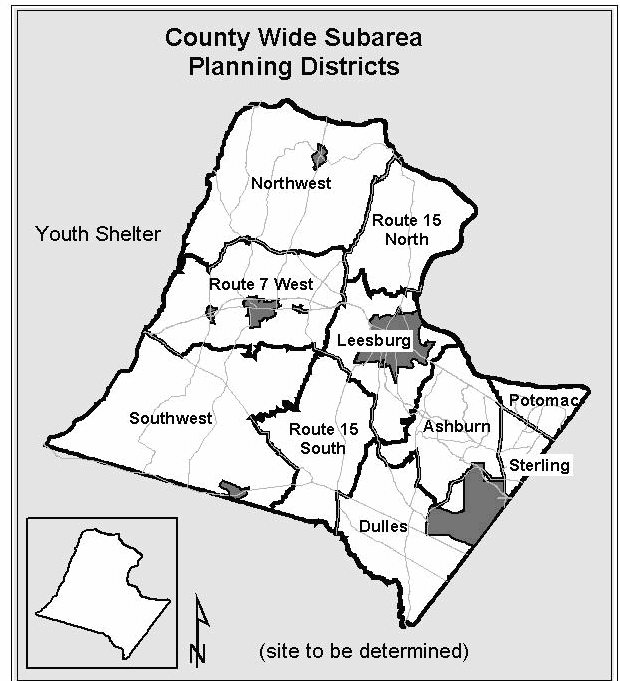 County Wide Subarea
Planning Districts
Northwest
Route 15
North
Youth Shelter
Route 7 West
Leesburg
Potomac
Southwest
Route 15
South
Ashburn
Sterling
Dulles
N
(site to be determined)